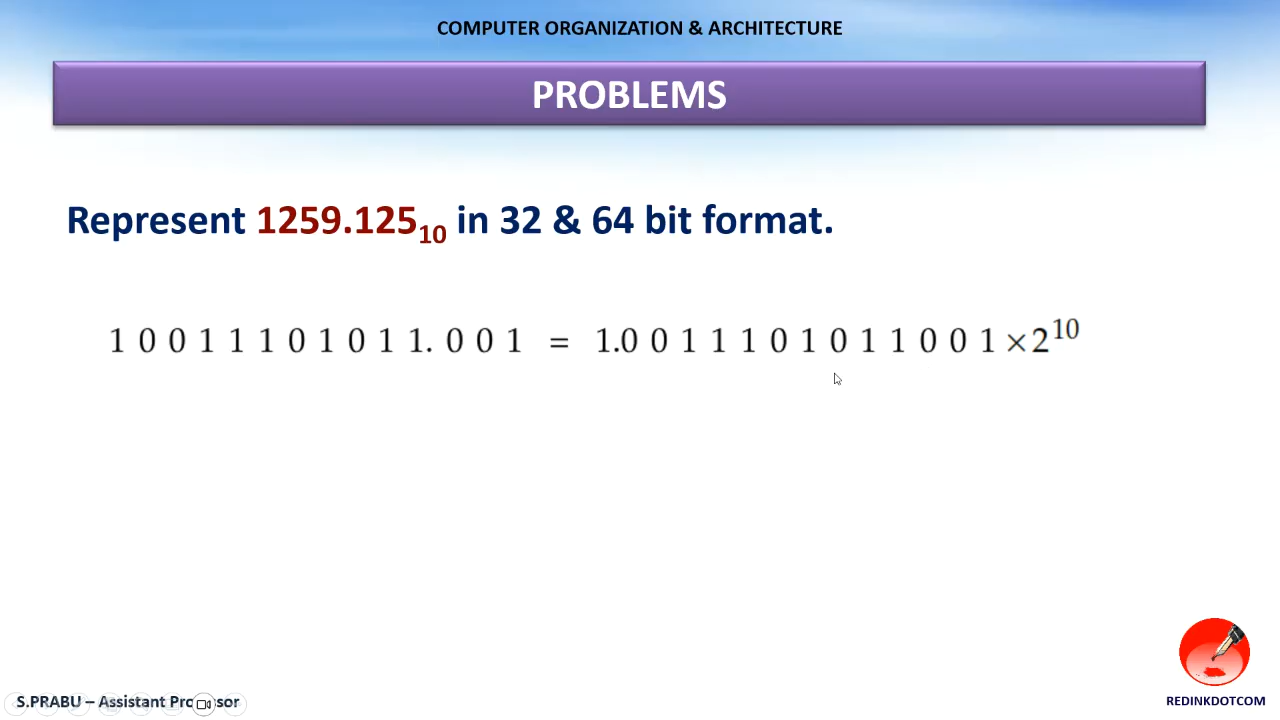 COMPUTER ORGANIZATION & ARCHITECTURE
PROBLEMS
Represent 1259.125₁₀ in 32 & 64 bit format.
1 0 0 1 1 1 0 1 0 1 1. 0 0 1 = 1.0 0 1 1 1 0 1 0 1 1 0 0 1 × 2¹⁰
S.PRABU – Assistant Professor
REDINKDOTCOM